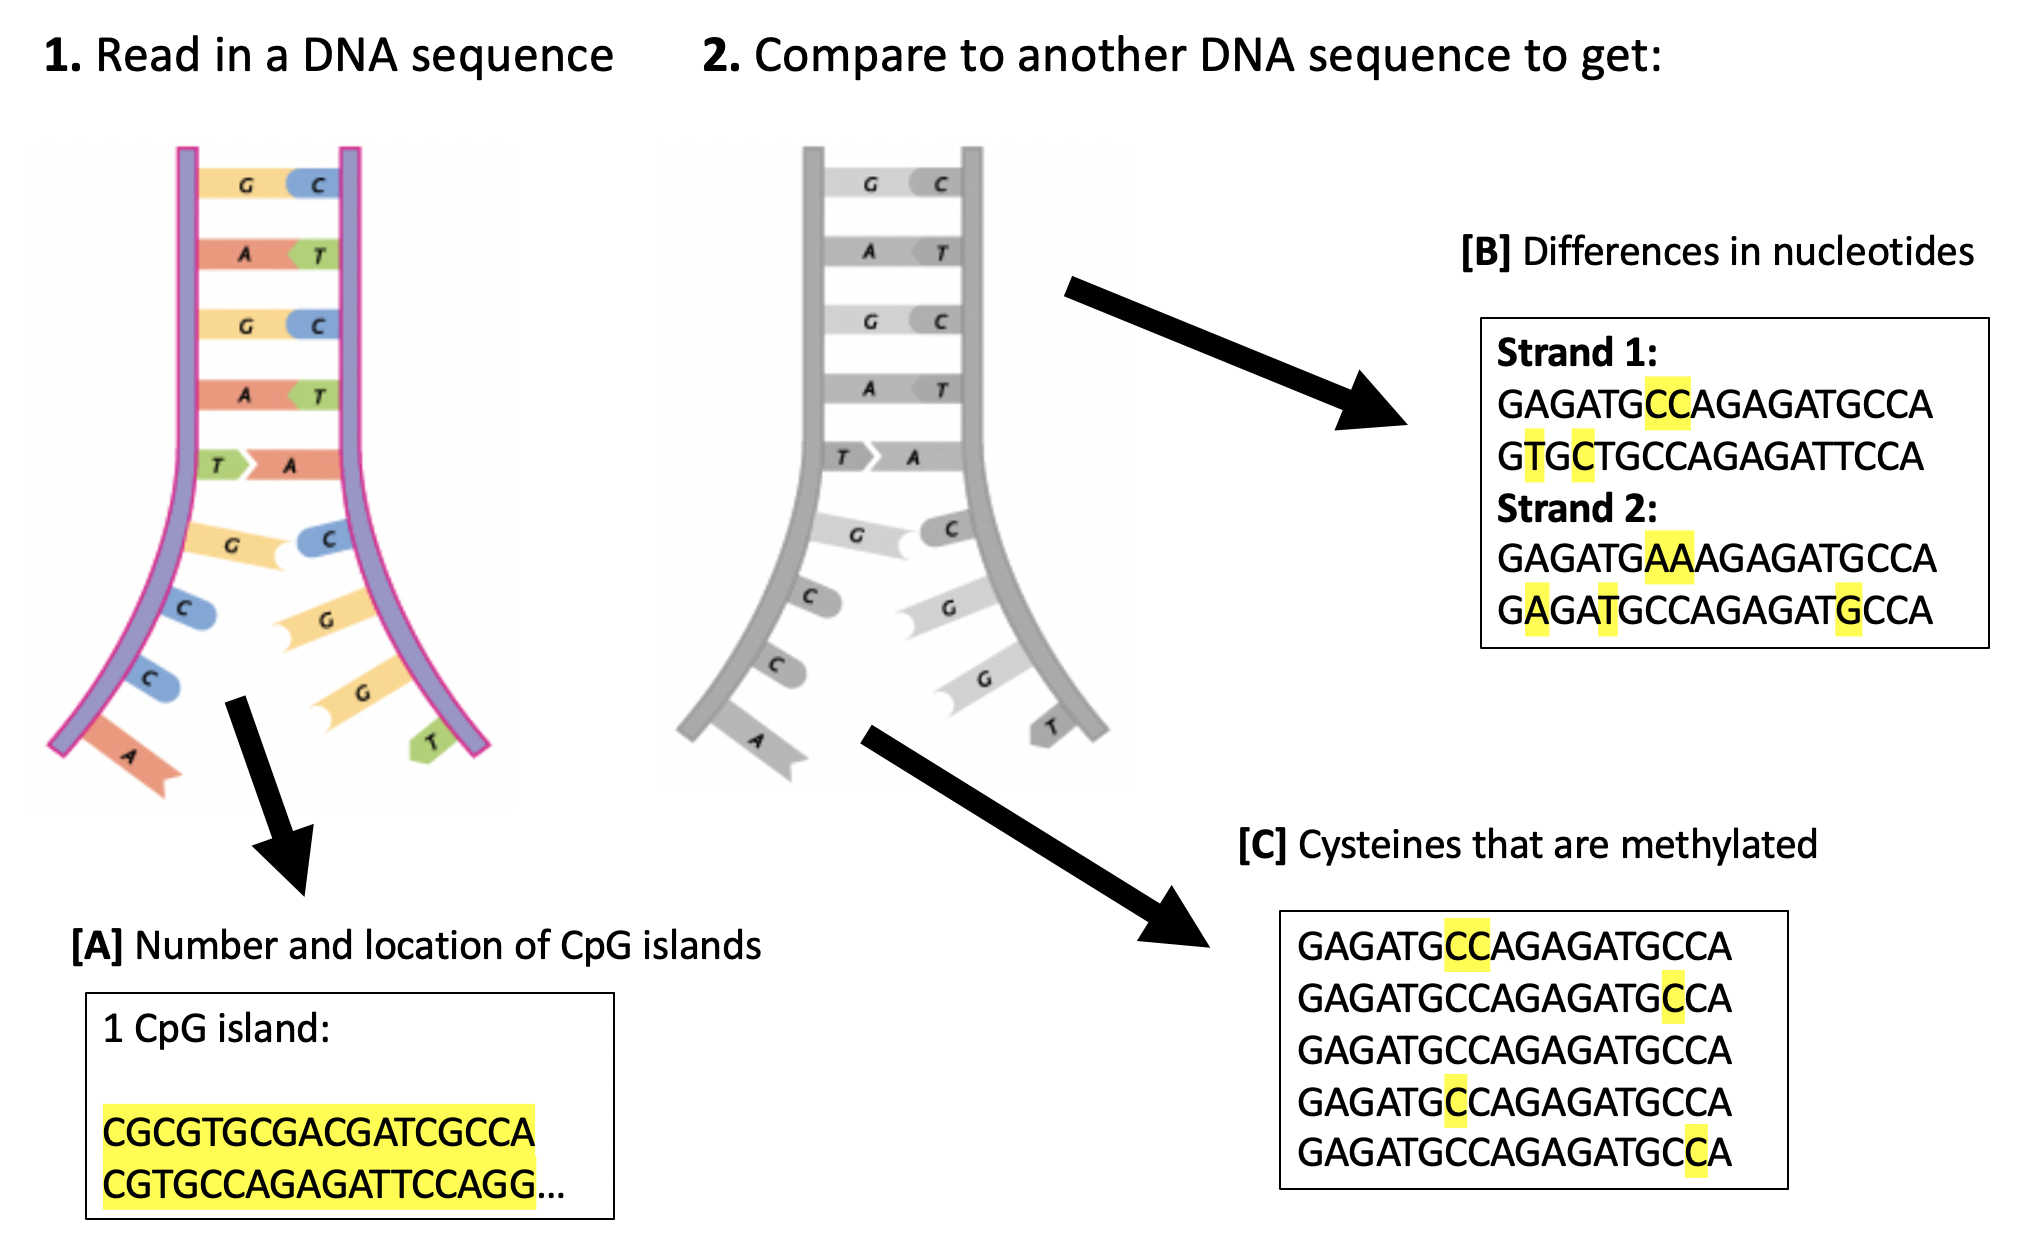 1. Read in a DNA sequence
2. Compare to another DNA sequence to get:
G C
A T
G C
A T
T A
G C
C G
C G
A T
G C
A T
G C
A T
T A
G C
C G
C G
A T
[B] Differences in nucleotides
Strand 1:
GAGATGCCAGAGATGCCA
GTGCTGCCAGAGATTCCA
Strand 2:
GAGATGAAAGAGATGCCA
GAGATGCCAGAGATGCCA
[A] Number and location of CpG islands
1 CpG island:
CGCGTGCGACGATCGCCA
CGTGCCAGAGATTCCAGG...
[C] Cysteines that are methylated
GAGATGCCAGAGATGCCA
GAGATGCCAGAGATGCCA
GAGATGCCAGAGATGCCA
GAGATGCCAGAGATGCCA
GAGATGCCAGAGATGCCA